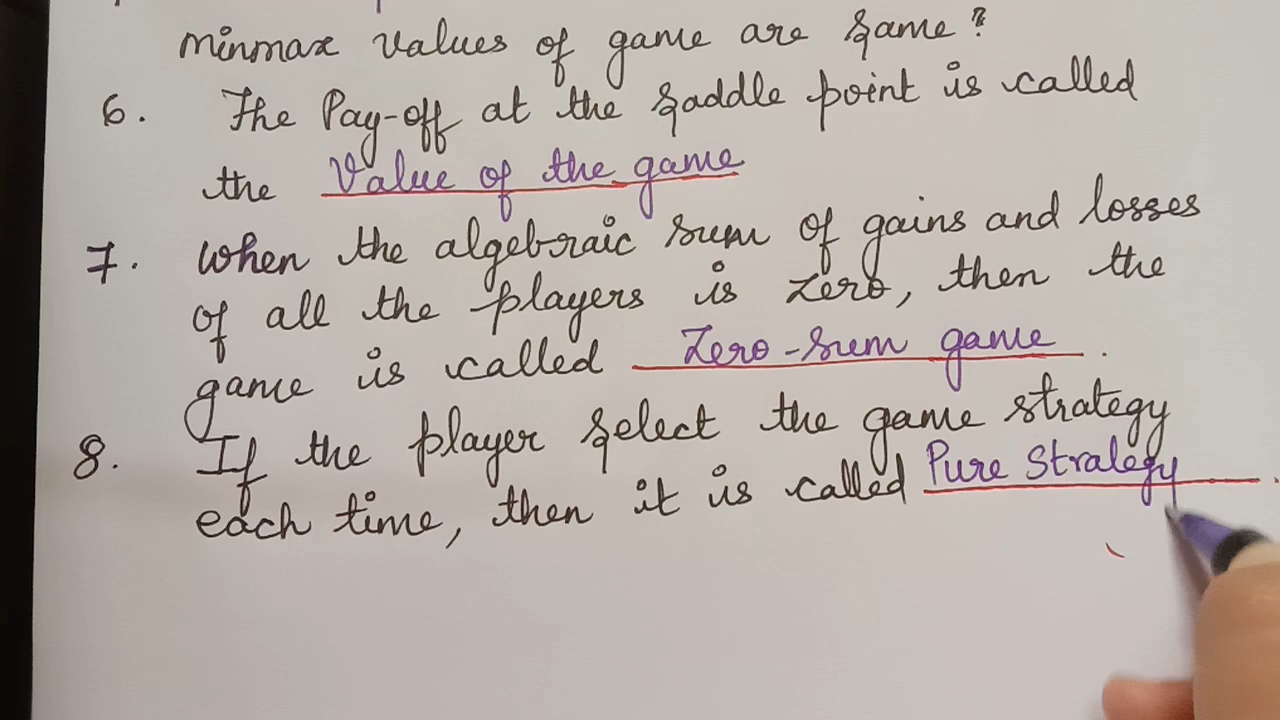 minmax values of game are same?
6. The Pay-off at the saddle point is called
the Value of the game
7. When the algebraic sum of gains and losses
of all the players is zero, then the
game is called Zero-sum game.
8. If the player select the game strategy
each time, then it is called Pure Strategy.